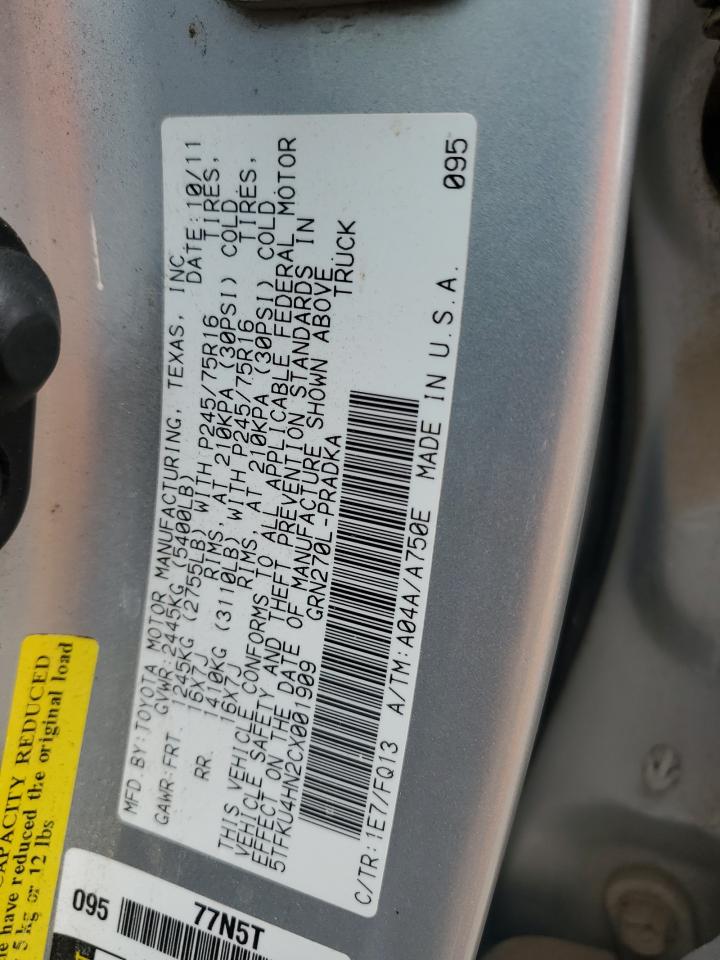 MFD BY:TOYOTA MOTOR MANUFACTURING, TEXAS, INC
GVWR:2445KG (5400LB) DATE:10/11
GAWR:FRT 1245KG (2755LB) WITH P245/75R16 TIRES,
16X7J RIMS, AT 210KPA (30PSI) COLD
RR 1410KG (3110LB) WITH P245/75R16 TIRES,
16X7J RIMS, AT 210KPA (30PSI) COLD
THIS VEHICLE CONFORMS TO ALL APPLICABLE FEDERAL MOTOR
VEHICLE SAFETY AND THEFT PREVENTION STANDARDS IN
EFFECT ON THE DATE OF MANUFACTURE SHOWN ABOVE
5TFKU4HN2CX001909 GRN270L-PRADKA TRUCK
C/TR:1E7/FQ13 A/TM:A04A/A750E MADE IN U.S.A. 095
CAPACITY REDUCED
have reduced the original load
5 kg or 12 lbs
095 77N5T